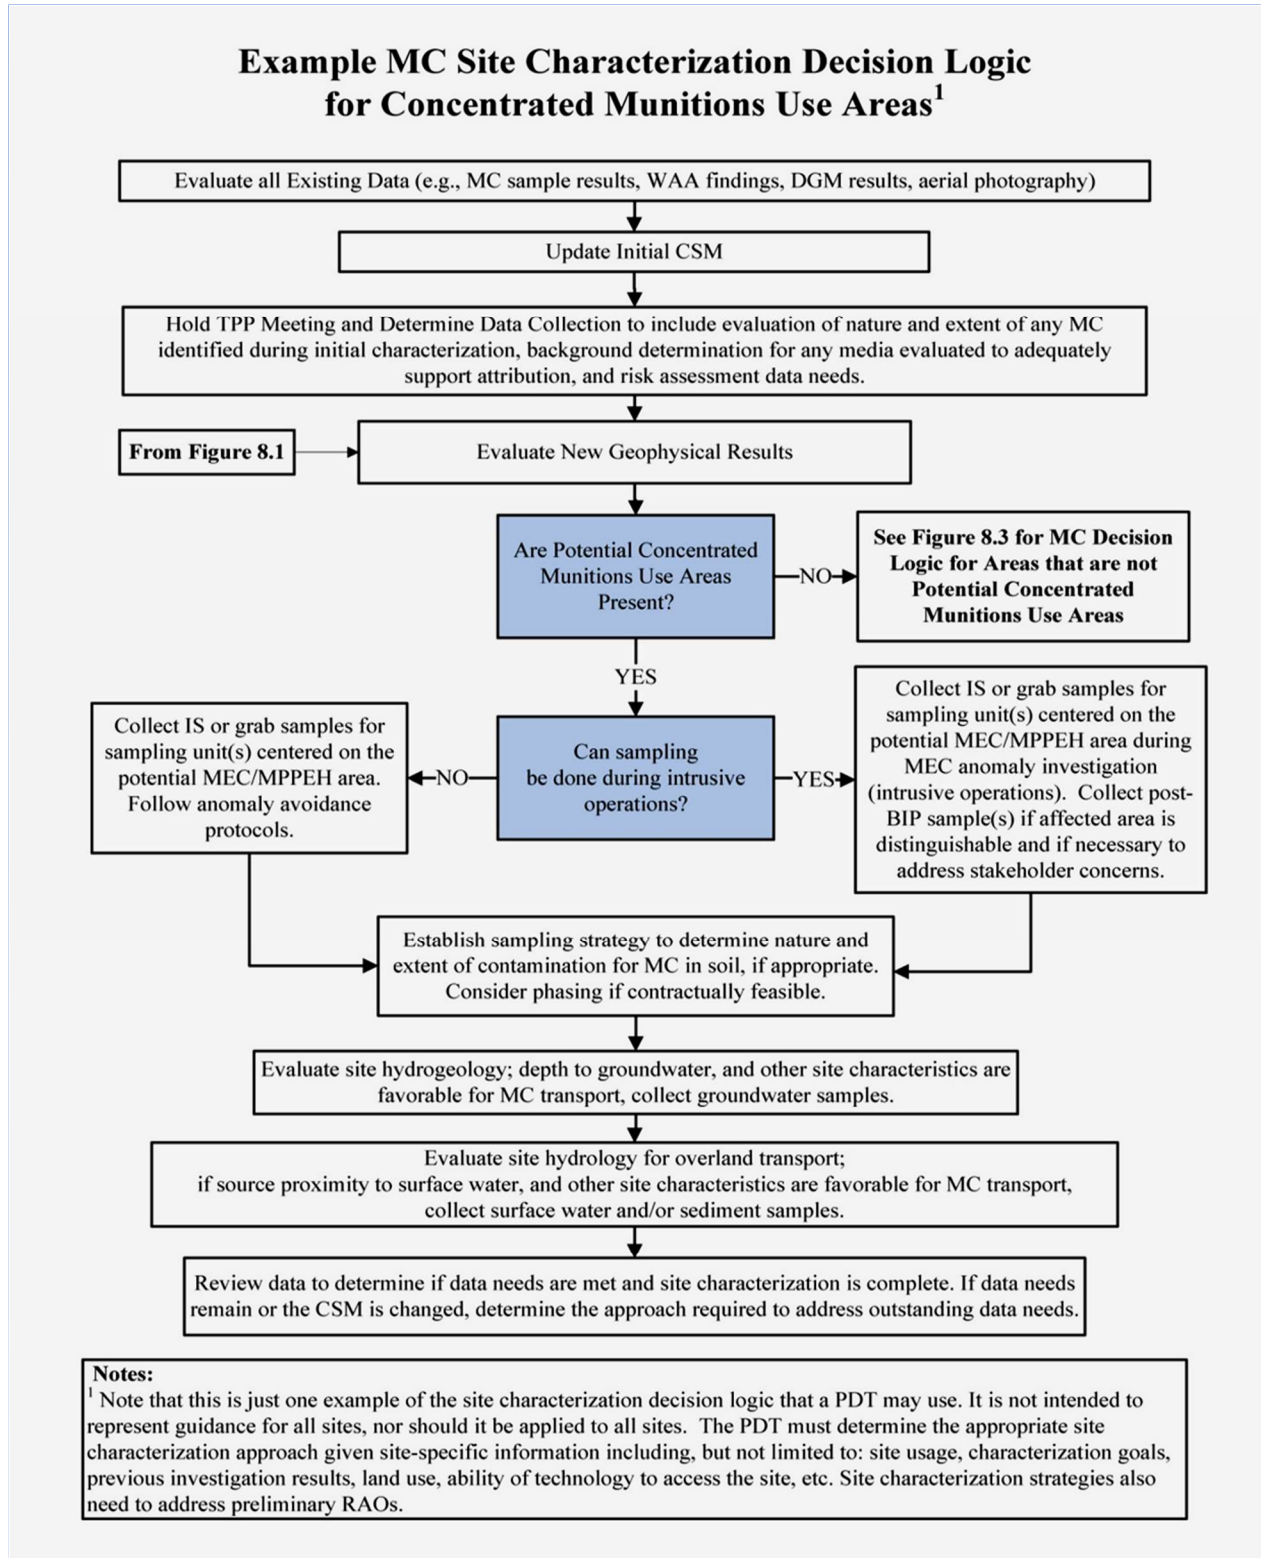 Example MC Site Characterization Decision Logic
for Concentrated Munitions Use Areas1
Evaluate all Existing Data (e.g., MC sample results, WAA findings, DGM results, aerial photography)
Update Initial CSM
Hold TPP Meeting and Determine Data Collection to include evaluation of nature and extent of any MC
identified during initial characterization, background determination for any media evaluated to adequately
support attribution, and risk assessment data needs.
From Figure 8.1
Evaluate New Geophysical Results
Are Potential Concentrated
Munitions Use Areas
Present?
NO
See Figure 8.3 for MC Decision
Logic for Areas that are not
Potential Concentrated
Munitions Use Areas
YES
Collect IS or grab samples for
sampling unit(s) centered on the
potential MEC/MPPEH area.
Follow anomaly avoidance
protocols.
NO
Can sampling
be done during intrusive
operations?
YES
Collect IS or grab samples for
sampling unit(s) centered on the
potential MEC/MPPEH area during
MEC anomaly investigation
(intrusive operations).  Collect post-
BIP sample(s) if affected area is
distinguishable and if necessary to
address stakeholder concerns.
Establish sampling strategy to determine nature and
extent of contamination for MC in soil, if appropriate.
Consider phasing if contractually feasible.
Evaluate site hydrogeology; depth to groundwater, and other site characteristics are
favorable for MC transport, collect groundwater samples.
Evaluate site hydrology for overland transport;
if source proximity to surface water, and other site characteristics are favorable for MC transport,
collect surface water and/or sediment samples.
Review data to determine if data needs are met and site characterization is complete. If data needs
remain or the CSM is changed, determine the approach required to address outstanding data needs.
Notes:
1 Note that this is just one example of the site characterization decision logic that a PDT may use. It is not intended to
represent guidance for all sites, nor should it be applied to all sites.  The PDT must determine the appropriate site
characterization approach given site-specific information including, but not limited to: site usage, characterization goals,
previous investigation results, land use, ability of technology to access the site, etc. Site characterization strategies also
need to address preliminary RAOs.